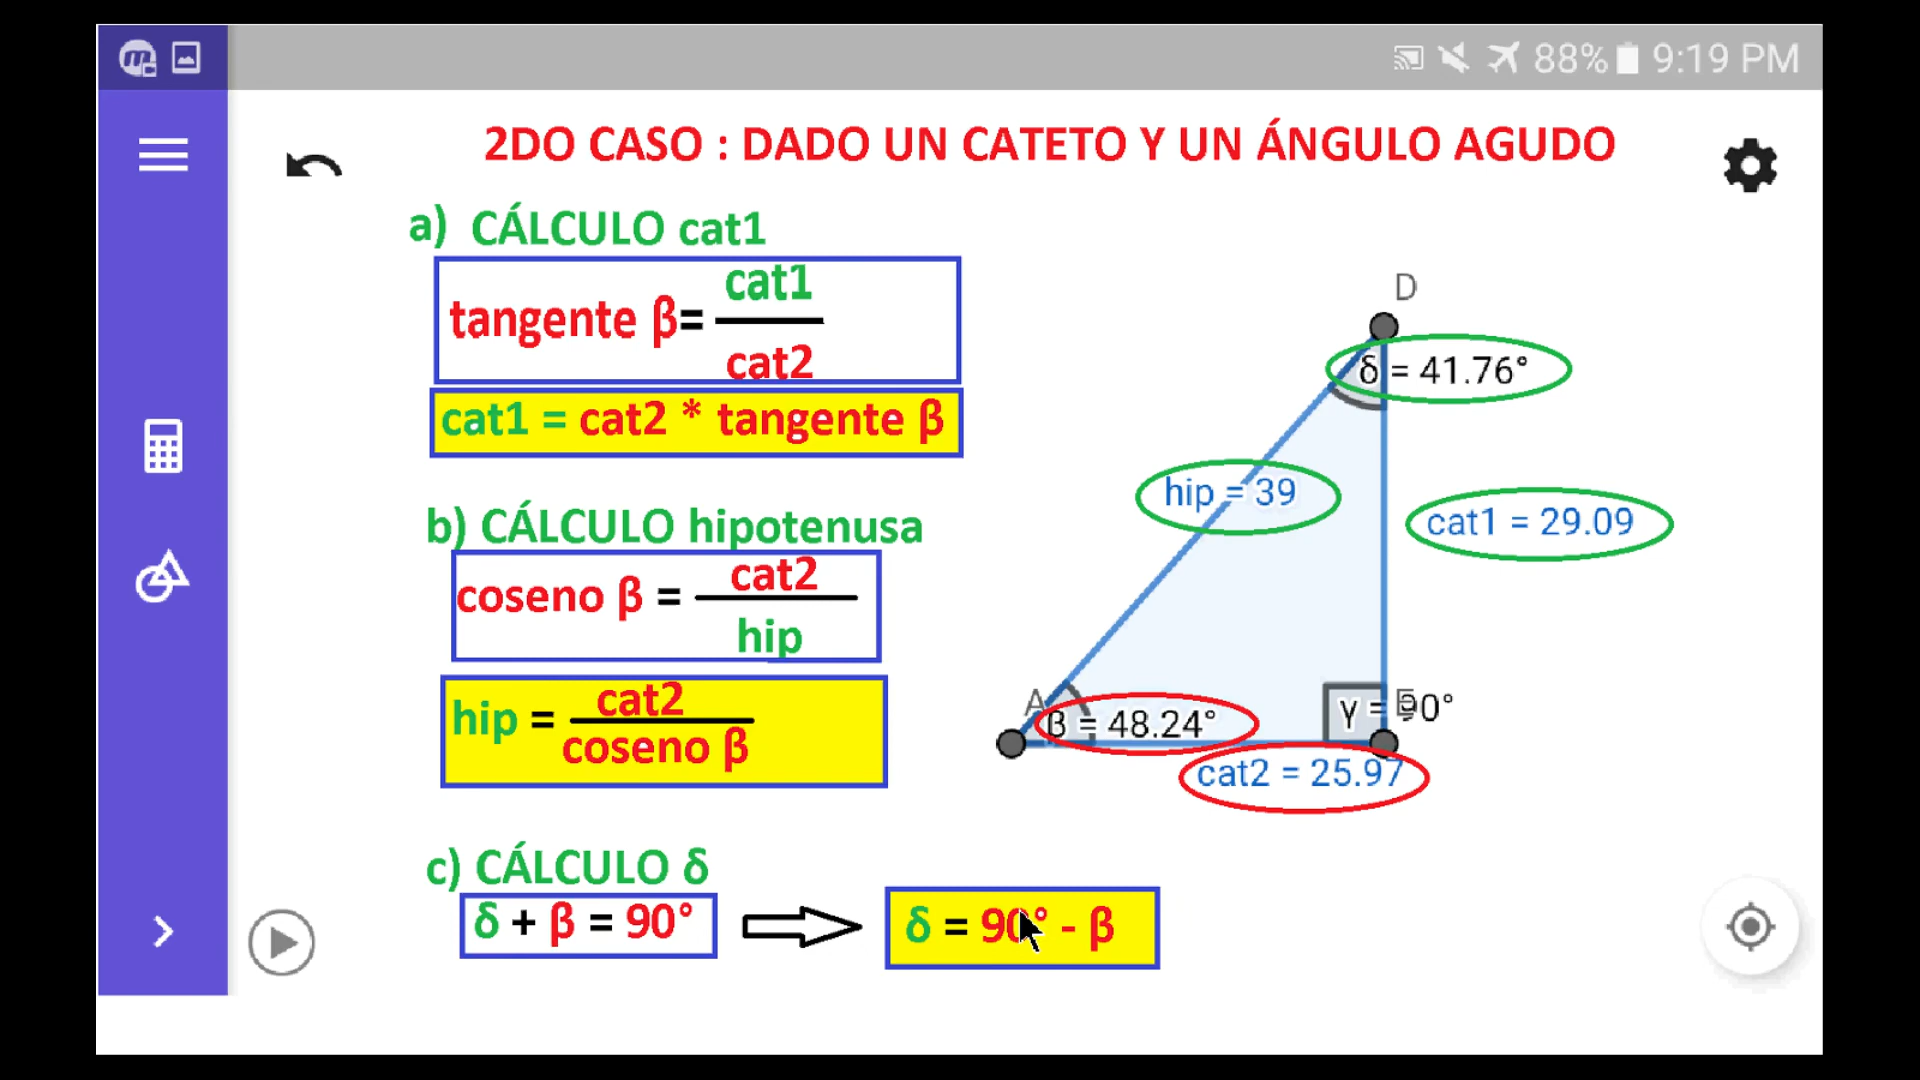 88% 9:19 PM
2DO CASO : DADO UN CATETO Y UN ÁNGULO AGUDO
a) CÁLCULO cat1
tangente β= cat1
cat2
cat1 = cat2 * tangente β
b) CÁLCULO hipotenusa
coseno β = cat2
hip
hip = cat2
coseno β
c) CÁLCULO δ
δ + β = 90°
δ = 90° - β
D
δ = 41.76°
hip = 39
cat1 = 29.09
A
β = 48.24°
γ = 90°
cat2 = 25.97